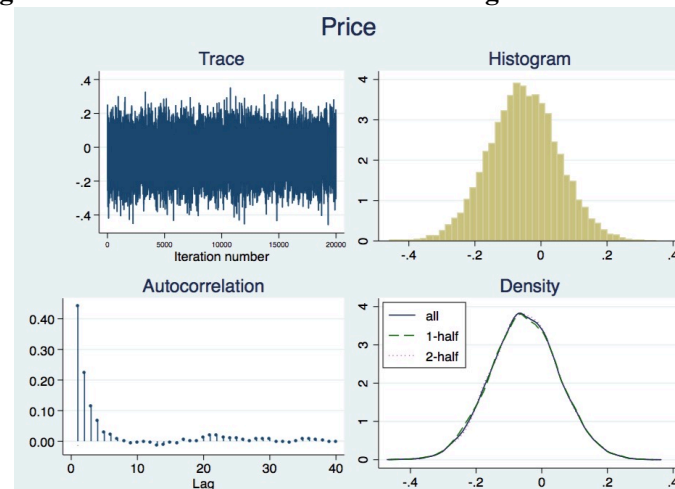 Price
Trace
.4
.2
0
-.2
-.4
0 5000 10000 15000 20000
Iteration number
Histogram
4
3
2
1
0
-.4 -.2 0 .2 .4
Autocorrelation
0.40
0.30
0.20
0.10
0.00
0 10 20 30 40
Lag
Density
4
3
2
1
0
all
1-half
2-half
-.4 -.2 0 .2 .4